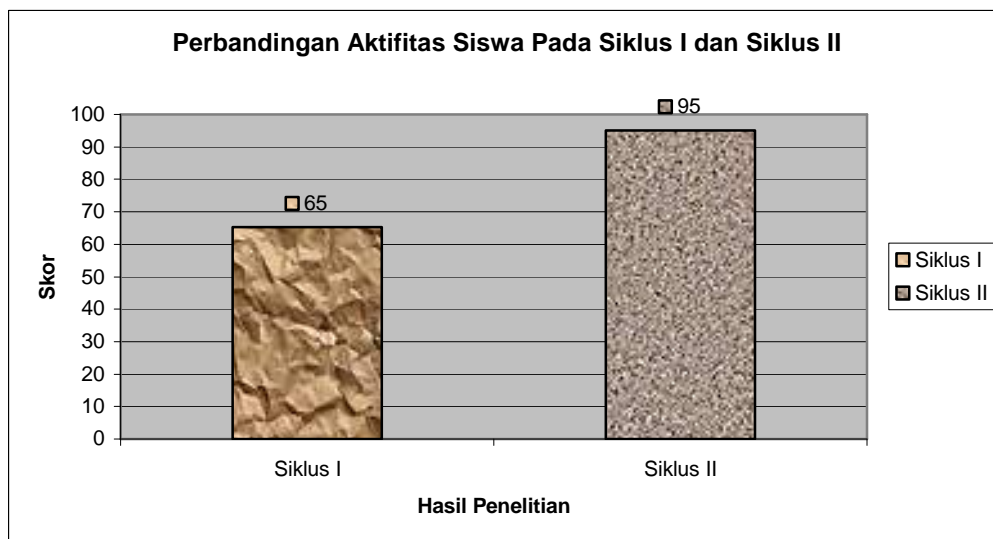 Perbandingan Aktifitas Siswa Pada Siklus I dan Siklus II
95
100
90
80
70
60
50
40
30
20
10
0
65
Skor
Siklus I
Siklus II
Siklus I
Siklus II
Hasil Penelitian